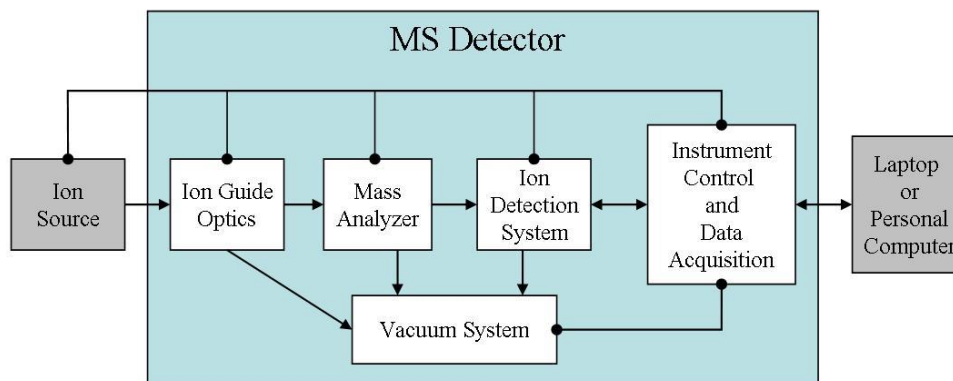 MS Detector
Ion
Source
Ion Guide
Optics
Mass
Analyzer
Ion
Detection
System
Instrument
Control
and
Data
Acquisition
Laptop
or
Personal
Computer
Vacuum System